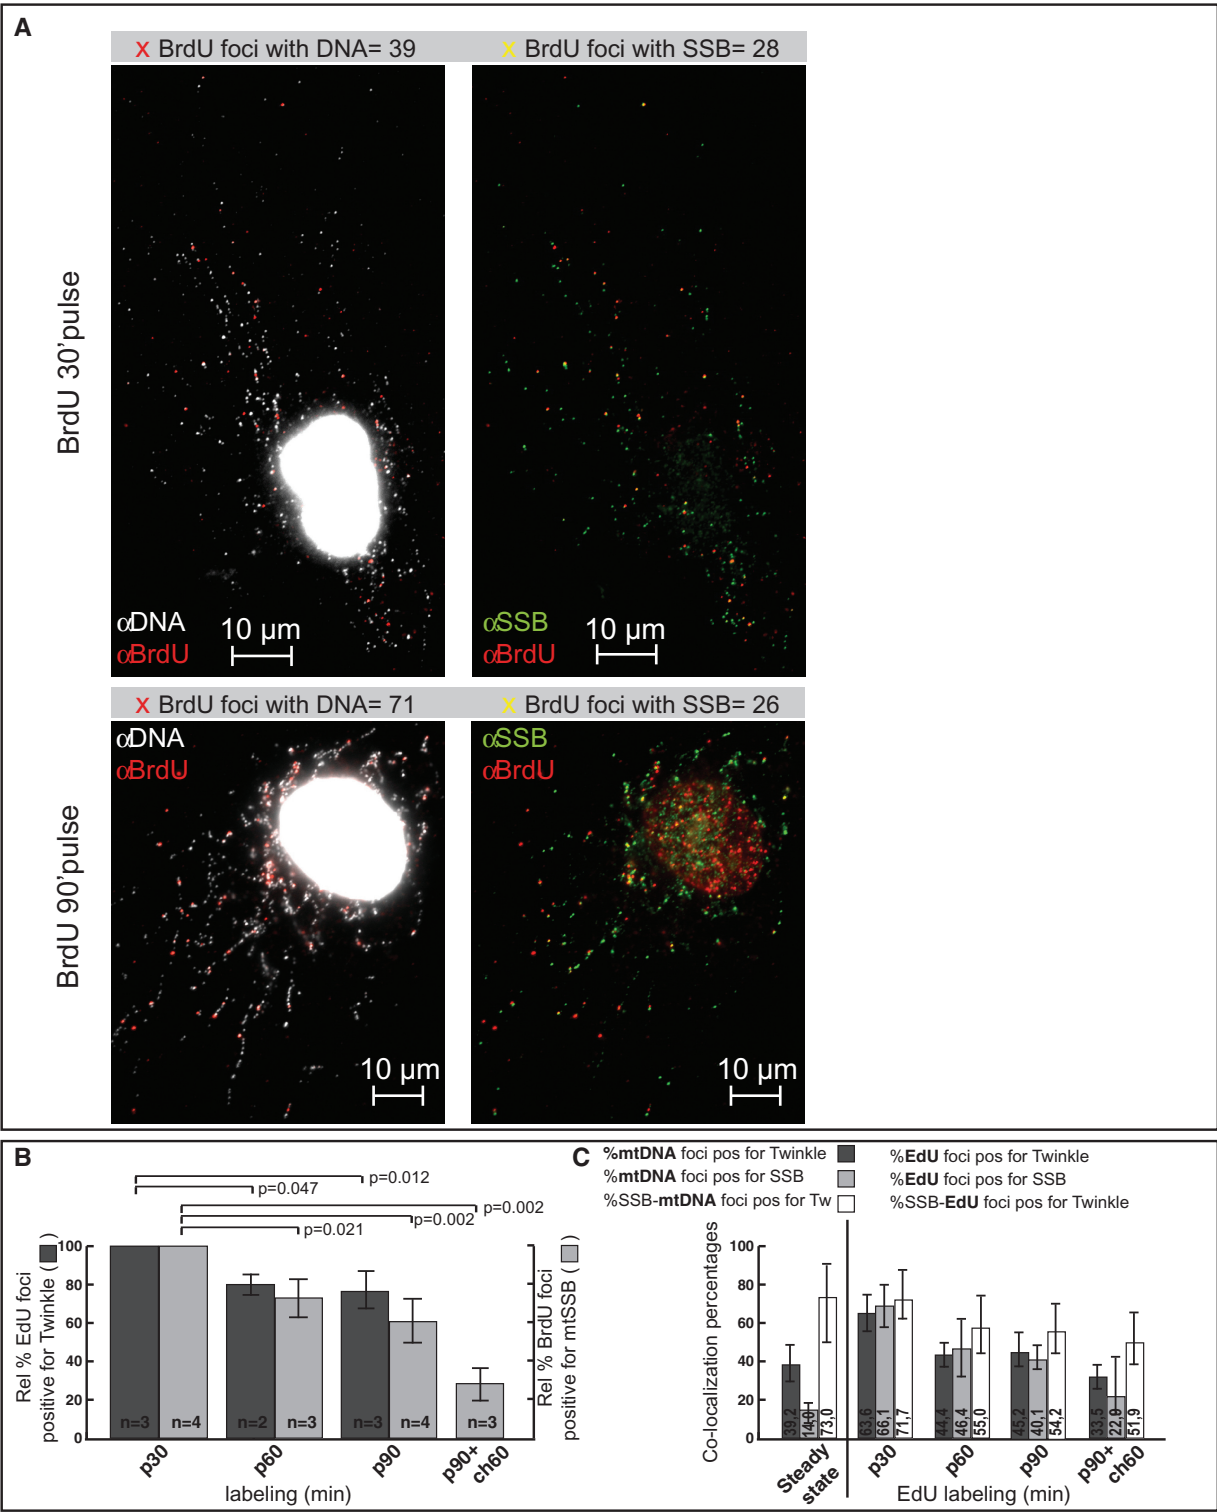 A
X BrdU foci with DNA= 39
X BrdU foci with SSB= 28
BrdU 30'pulse
αDNA
αBrdU
10 µm
αSSB
αBrdU
10 µm
X BrdU foci with DNA= 71
X BrdU foci with SSB= 26
BrdU 90'pulse
αDNA
αBrdU
10 µm
αSSB
αBrdU
10 µm
B
p=0.012
p=0.047
p=0.002
p=0.002
p=0.021
Rel % EdU foci
positive for Twinkle ( )
100
80
60
40
20
0
n=3
n=4
n=2
n=3
n=3
n=4
n=3
Rel % BrdU foci
positive for mtSSB ( )
p30
p60
p90
p90+
ch60
labeling (min)
C
%mtDNA foci pos for Twinkle
%mtDNA foci pos for SSB
%SSB-mtDNA foci pos for Tw
%EdU foci pos for Twinkle
%EdU foci pos for SSB
%SSB-EdU foci pos for Twinkle
Co-localization percentages
100
80
60
40
20
0
39,2
14,0
73,0
63,6
66,1
71,7
44,4
46,4
55,0
45,2
40,1
54,2
33,5
22,9
51,9
Steady
state
p30
p60
p90
p90+
ch60
EdU labeling (min)